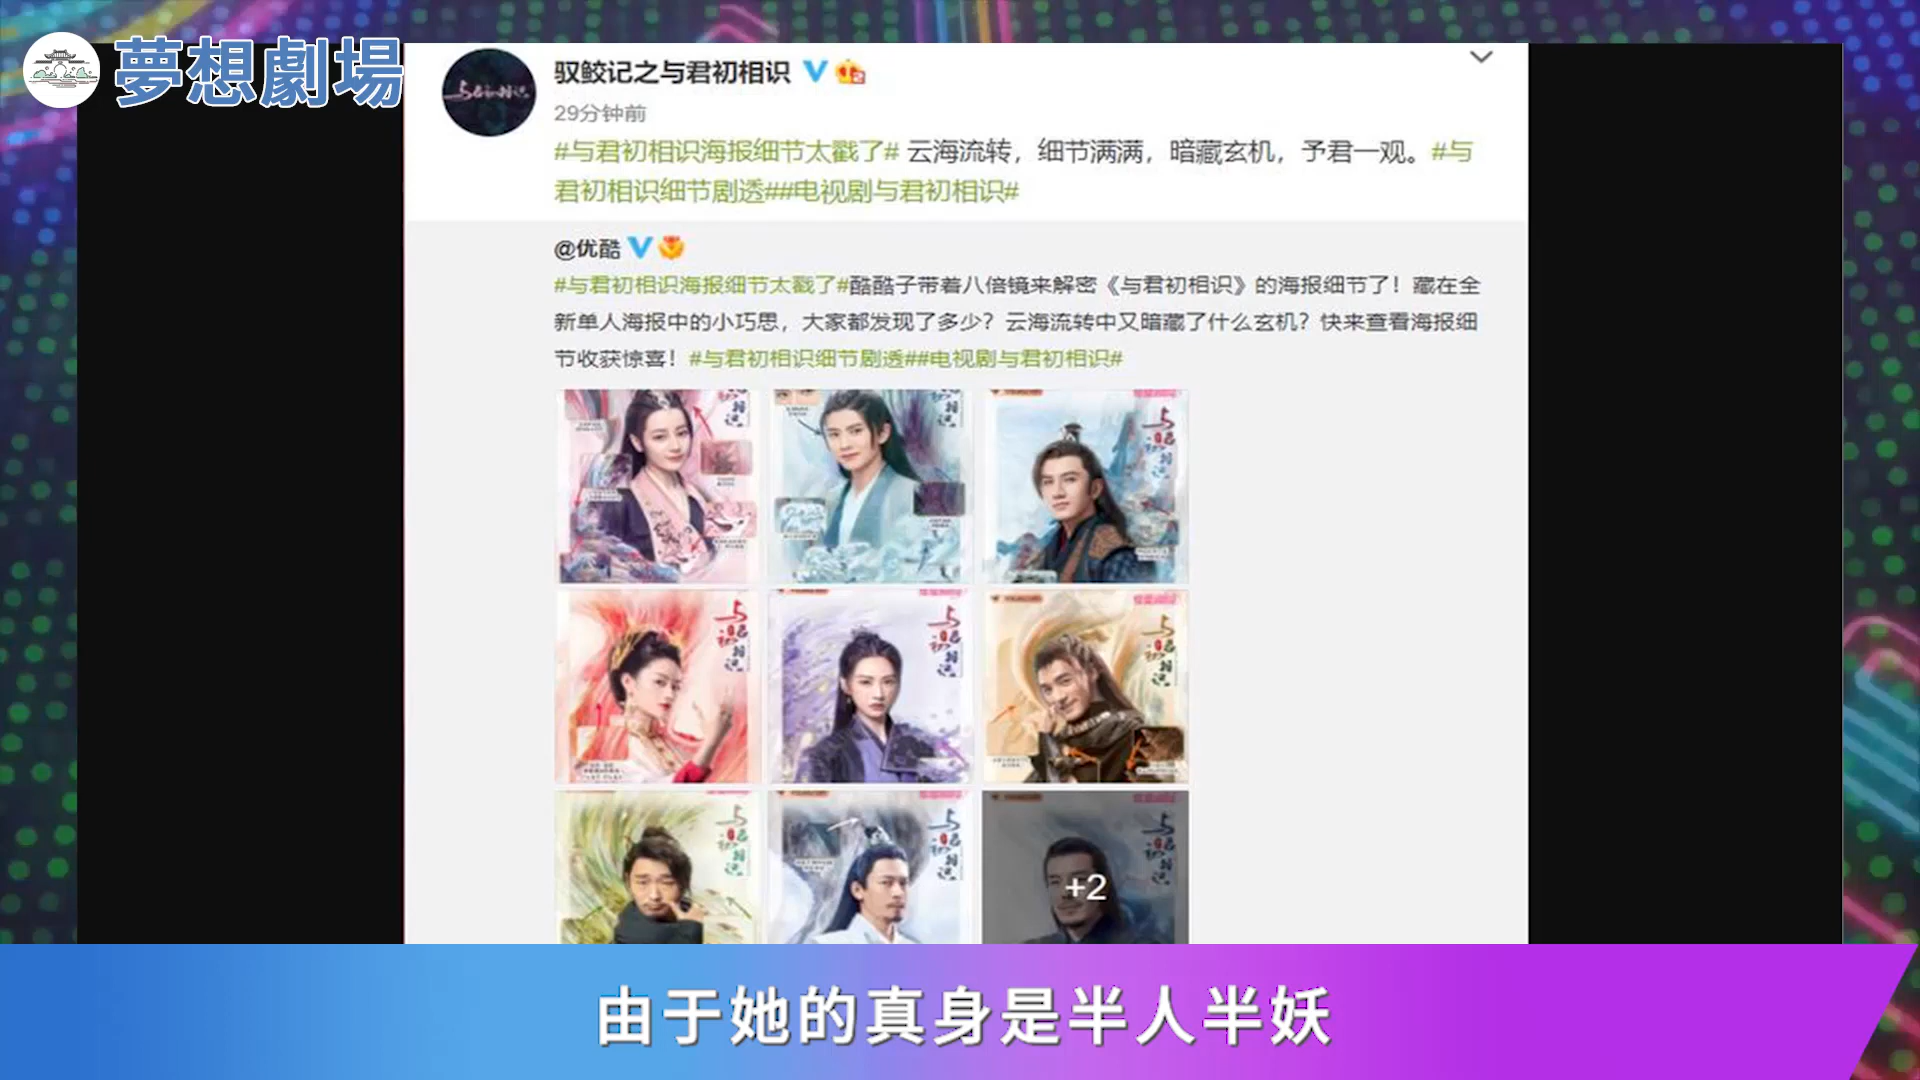 夢想劇場
驭鲛记之与君初相识
29分钟前
#与君初相识海报细节太戳了# 云海流转，细节满满，暗藏玄机，予君一观。#与
君初相识细节剧透##电视剧与君初相识#
@优酷
#与君初相识海报细节太戳了#酷酷子带着八倍镜来解密《与君初相识》的海报细节了！藏在全
新单人海报中的小巧思，大家都发现了多少？云海流转中又暗藏了什么玄机？快来查看海报细
节收获惊喜！#与君初相识细节剧透##电视剧与君初相识#
+2
由于她的真身是半人半妖